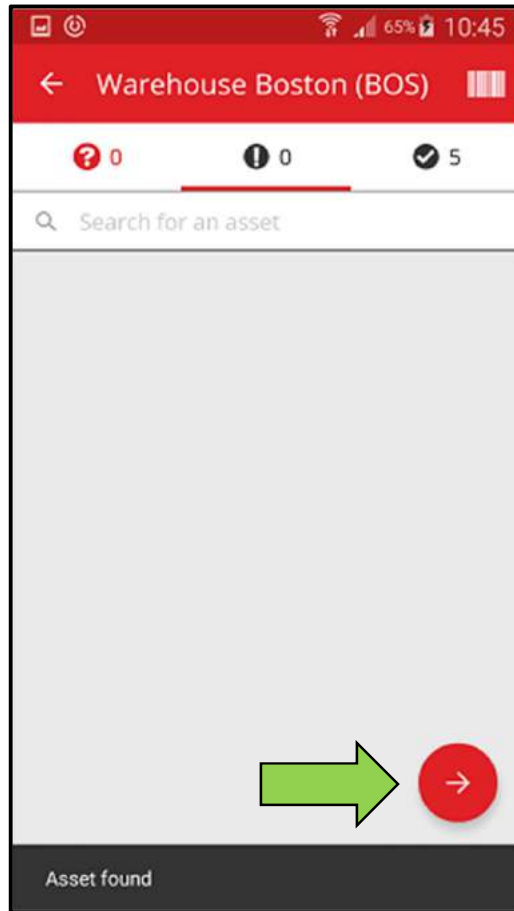 65% 10:45
Warehouse Boston (BOS)
0 0 5
Search for an asset
Asset found